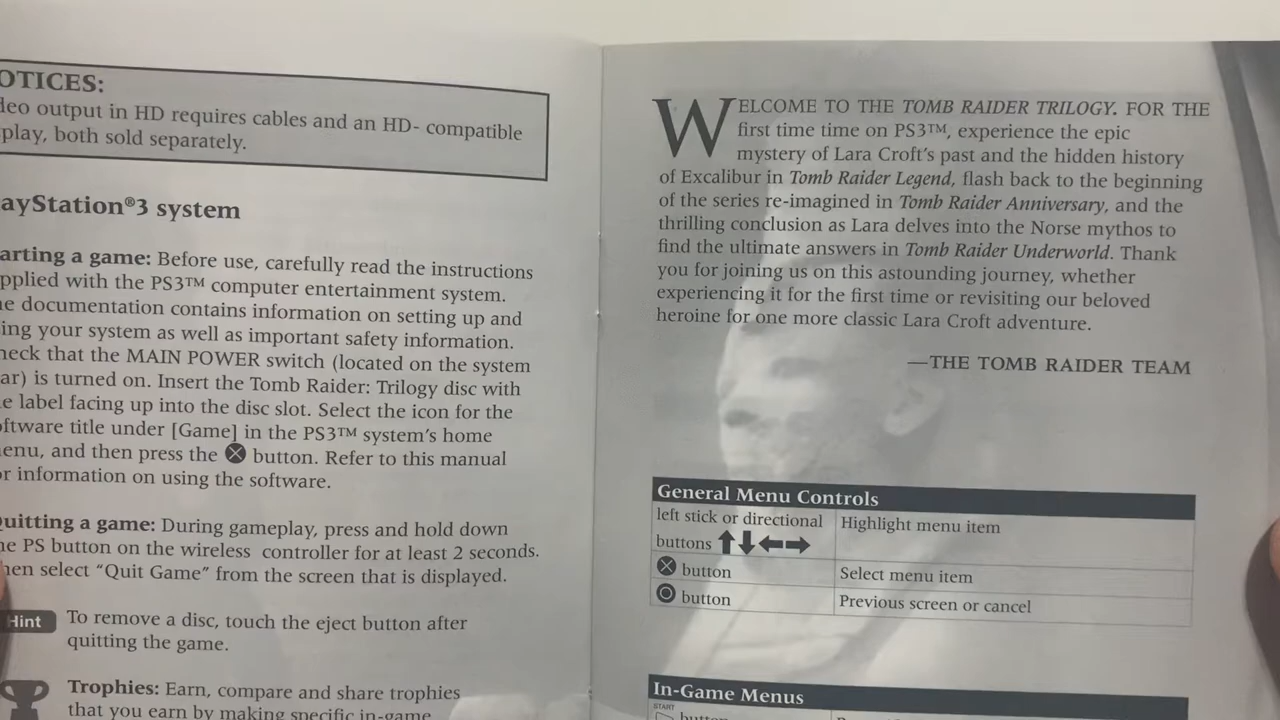 OTICES:
deo output in HD requires cables and an HD- compatible
splay, both sold separately.
ayStation®3 system
arting a game: Before use, carefully read the instructions
pplied with the PS3™ computer entertainment system.
e documentation contains information on setting up and
ing your system as well as important safety information.
heck that the MAIN POWER switch (located on the system
ar) is turned on. Insert the Tomb Raider: Trilogy disc with
e label facing up into the disc slot. Select the icon for the
oftware title under [Game] in the PS3™ system's home
enu, and then press the ⊗ button. Refer to this manual
or information on using the software.
uitting a game: During gameplay, press and hold down
he PS button on the wireless controller for at least 2 seconds.
hen select “Quit Game” from the screen that is displayed.
Hint To remove a disc, touch the eject button after
quitting the game.
Trophies: Earn, compare and share trophies
that you earn by making specific in-game
WELCOME TO THE TOMB RAIDER TRILOGY. FOR THE
first time time on PS3™, experience the epic
mystery of Lara Croft's past and the hidden history
of Excalibur in Tomb Raider Legend, flash back to the beginning
of the series re-imagined in Tomb Raider Anniversary, and the
thrilling conclusion as Lara delves into the Norse mythos to
find the ultimate answers in Tomb Raider Underworld. Thank
you for joining us on this astounding journey, whether
experiencing it for the first time or revisiting our beloved
heroine for one more classic Lara Croft adventure.
—THE TOMB RAIDER TEAM
General Menu Controls
left stick or directional Highlight menu item
buttons ↑↓←→
⊗ button Select menu item
◎ button Previous screen or cancel
In-Game Menus
START
button